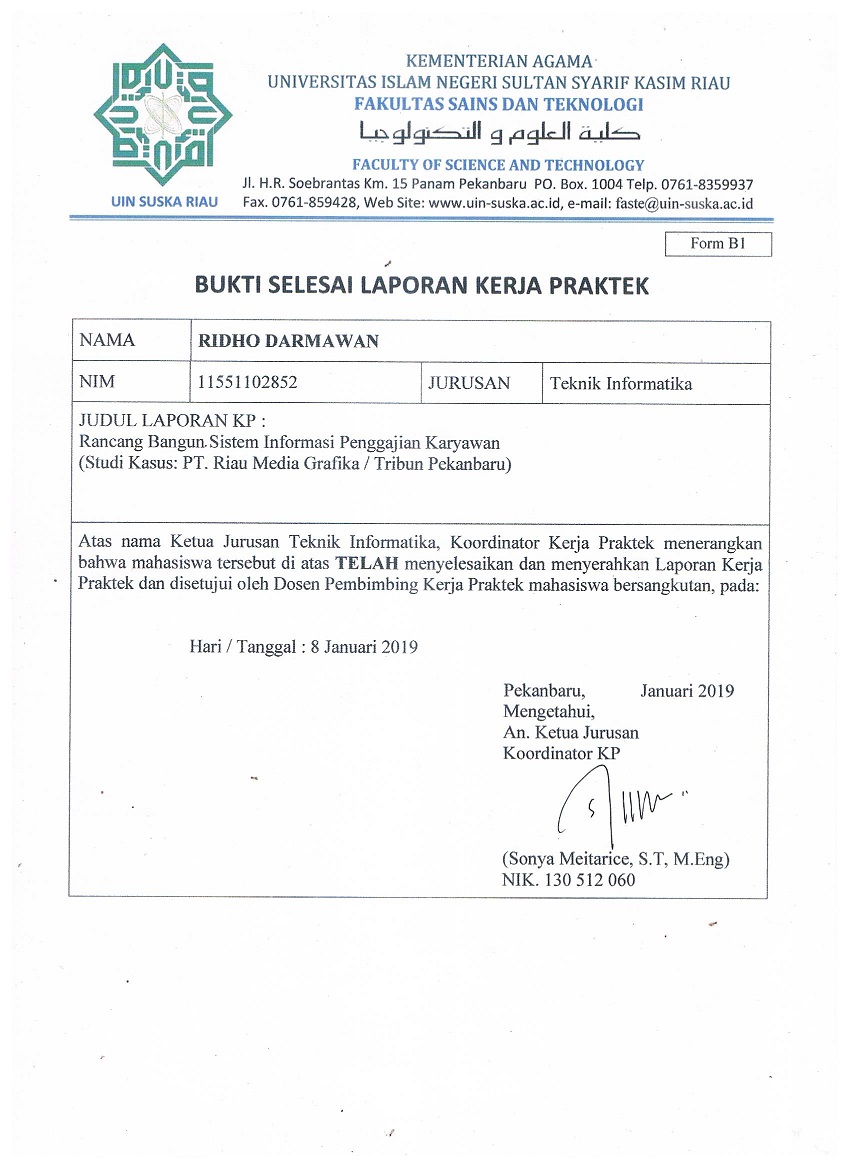 KEMENTERIAN AGAMA
UNIVERSITAS ISLAM NEGERI SULTAN SYARIF KASIM RIAU
FAKULTAS SAINS DAN TEKNOLOGI
كلية العلوم و التكنولوجيا
FACULTY OF SCIENCE AND TECHNOLOGY
Jl. H.R. Soebrantas Km. 15 Panam Pekanbaru PO. Box. 1004 Telp. 0761-8359937
Fax. 0761-859428, Web Site: www.uin-suska.ac.id, e-mail: faste@uin-suska.ac.id
UIN SUSKA RIAU
Form B1
BUKTI SELESAI LAPORAN KERJA PRAKTEK
NAMA RIDHO DARMAWAN
NIM 11551102852 JURUSAN Teknik Informatika
JUDUL LAPORAN KP :
Rancang Bangun Sistem Informasi Penggajian Karyawan
(Studi Kasus: PT. Riau Media Grafika / Tribun Pekanbaru)
Atas nama Ketua Jurusan Teknik Informatika, Koordinator Kerja Praktek menerangkan
bahwa mahasiswa tersebut di atas TELAH menyelesaikan dan menyerahkan Laporan Kerja
Praktek dan disetujui oleh Dosen Pembimbing Kerja Praktek mahasiswa bersangkutan, pada:
Hari / Tanggal : 8 Januari 2019
Pekanbaru, Januari 2019
Mengetahui,
An. Ketua Jurusan
Koordinator KP
(Sonya Meitarice, S.T, M.Eng)
NIK. 130 512 060